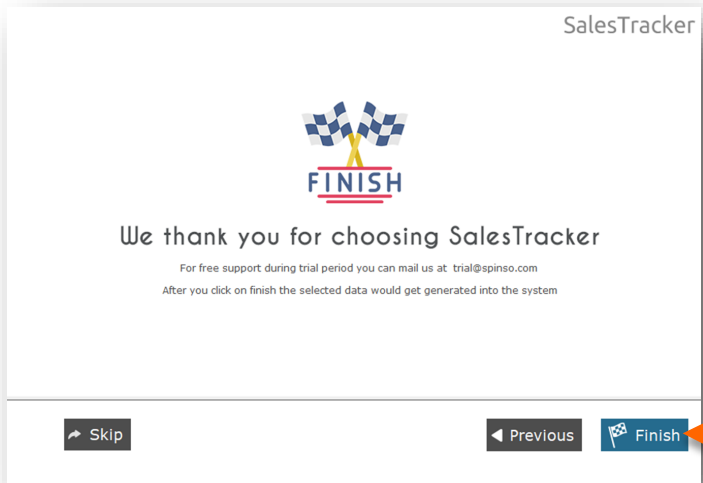 SalesTracker
FINISH
We thank you for choosing SalesTracker
For free support during trial period you can mail us at trial@spinso.com
After you click on finish the selected data would get generated into the system
Skip
Previous
Finish